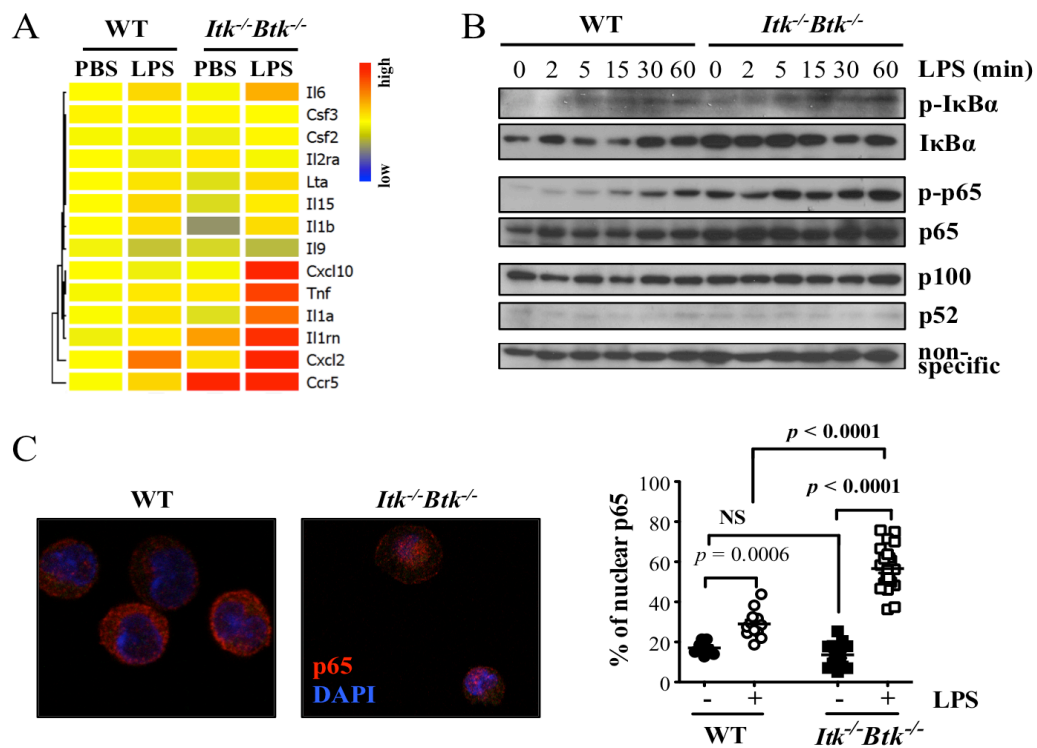 A
WT Itk-/-Btk-/-
PBS LPS PBS LPS
high
low
Il6
Csf3
Csf2
Il2ra
Lta
Il15
Il1b
Il9
Cxcl10
Tnf
Il1a
Il1rn
Cxcl2
Ccr5
B
WT Itk-/-Btk-/-
0 2 5 15 30 60 0 2 5 15 30 60 LPS (min)
p-IκBα
IκBα
p-p65
p65
p100
p52
non-
specific
C
WT Itk-/-Btk-/-
p65
DAPI
% of nuclear p65
100
80
60
40
20
0
p < 0.0001
p < 0.0001
NS
p = 0.0006
- + - + LPS
WT Itk-/-Btk-/-